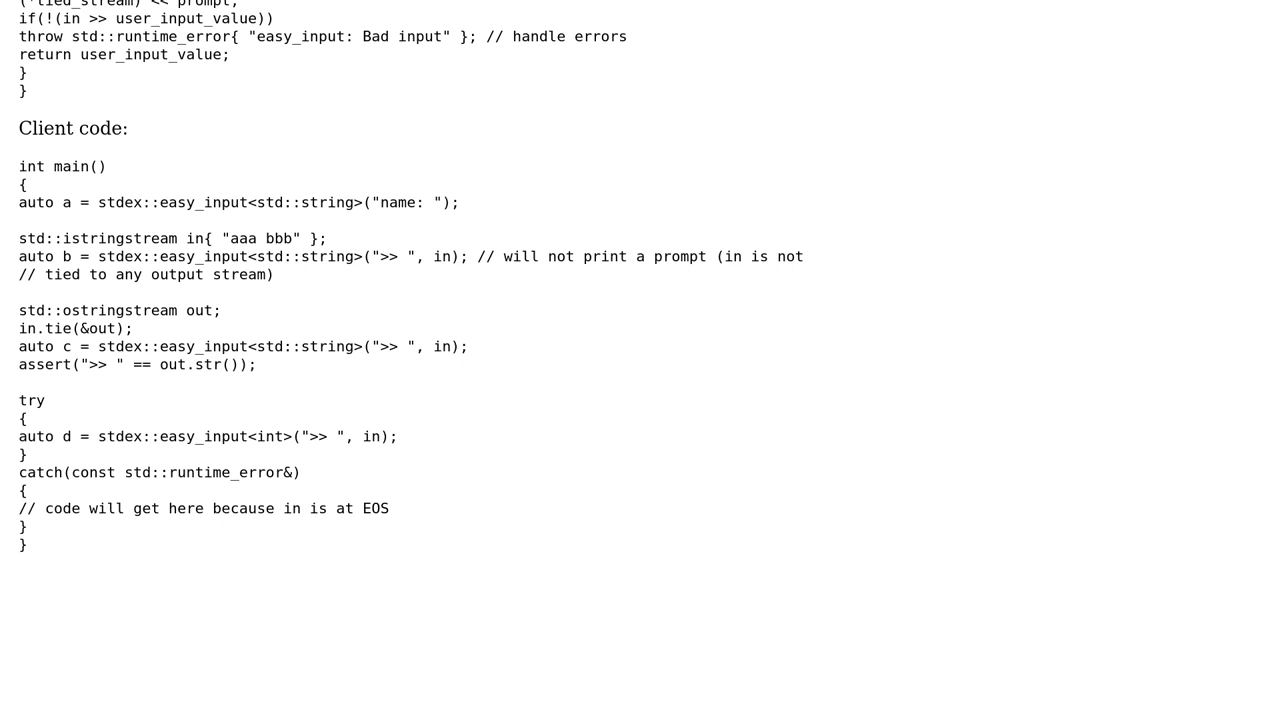 (*tied_stream) << prompt;
if(!(in >> user_input_value))
throw std::runtime_error{ "easy_input: Bad input" }; // handle errors
return user_input_value;
}
}
Client code:
int main()
{
auto a = stdex::easy_input<std::string>("name: ");
std::istringstream in{ "aaa bbb" };
auto b = stdex::easy_input<std::string>(">> ", in); // will not print a prompt (in is not
// tied to any output stream)
std::ostringstream out;
in.tie(&out);
auto c = stdex::easy_input<std::string>(">> ", in);
assert(">> " == out.str());
try
{
auto d = stdex::easy_input<int>(">> ", in);
}
catch(const std::runtime_error&)
{
// code will get here because in is at EOS
}
}